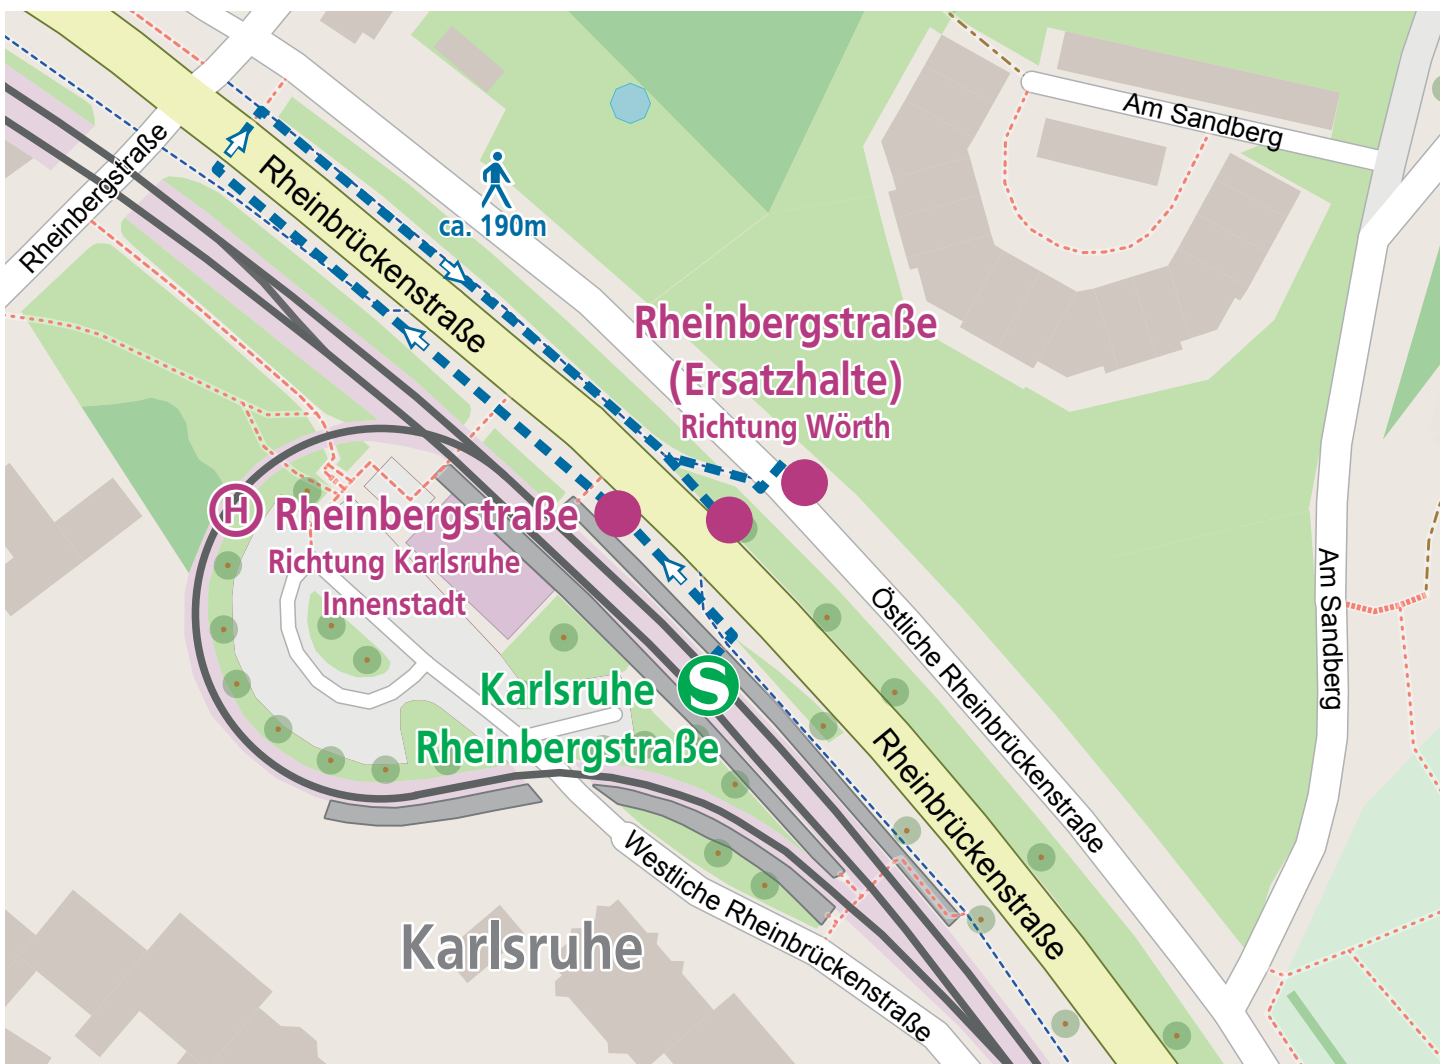 Am Sandberg
Rheinbergstraße
Rheinbrückenstraße
ca. 190m
Rheinbergstraße
(Ersatzhalte)
Richtung Wörth
H Rheinbergstraße
Richtung Karlsruhe
Innenstadt
Östliche Rheinbrückenstraße
Am Sandberg
Karlsruhe S
Rheinbergstraße
Rheinbrückenstraße
Westliche Rheinbrückenstraße
Karlsruhe